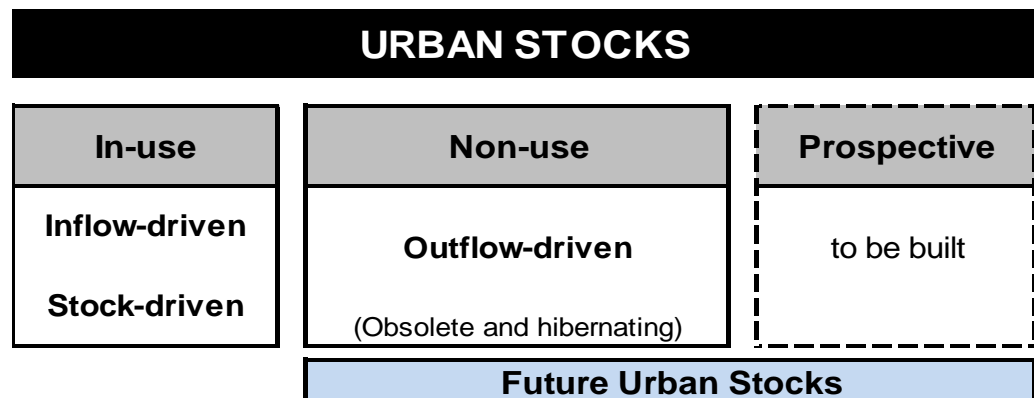 URBAN STOCKS
In-use
Non-use
Prospective
Inflow-driven
Stock-driven
Outflow-driven
(Obsolete and hibernating)
to be built
Future Urban Stocks